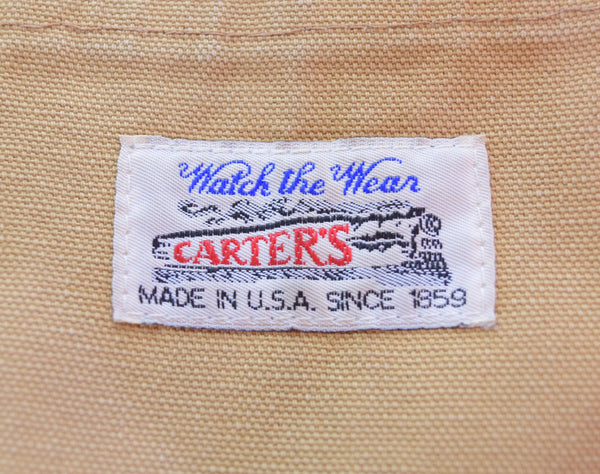 Watch the Wear
CARTER'S
MADE IN U.S.A. SINCE 1859